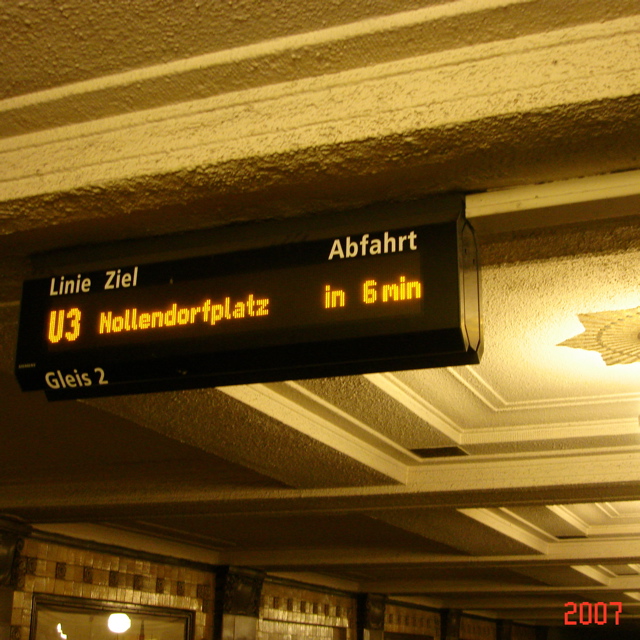 Linie Ziel Abfahrt
U3 Nollendorfplatz in 6 min
Gleis 2
2007